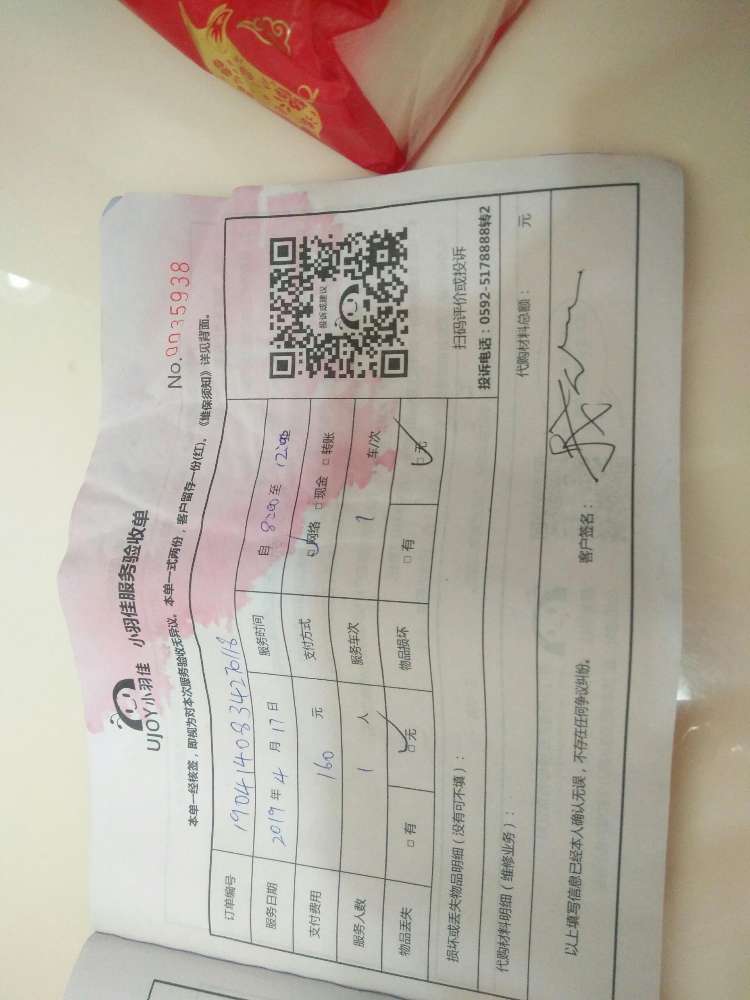 UJOY小羽佳 小羽佳服务验收单
No.0035938
本单一经核签，即视为对本次服务验收无异议。本单一式两份，客户留存一份(红)。《维保须知》详见背面。
订单编号 190414083427018
服务日期 2019 年 4 月 17 日 服务时间 自 8:00 至 12:00
支付费用 160 元 支付方式 网络 □ 现金 □ 转账
服务人数 1 人 服务车次 1 车/次
物品丢失 □ 有 □ 无 物品损坏 □ 有 □ 无
投诉或建议
扫码评价或投诉
投诉电话：0592-5178888转2
损坏或丢失物品明细（没有可不填）：
代购材料明细（维修业务）： 代购材料总额： 元
以上填写信息已经本人确认无误，不存在任何争议纠纷。 客户签名：